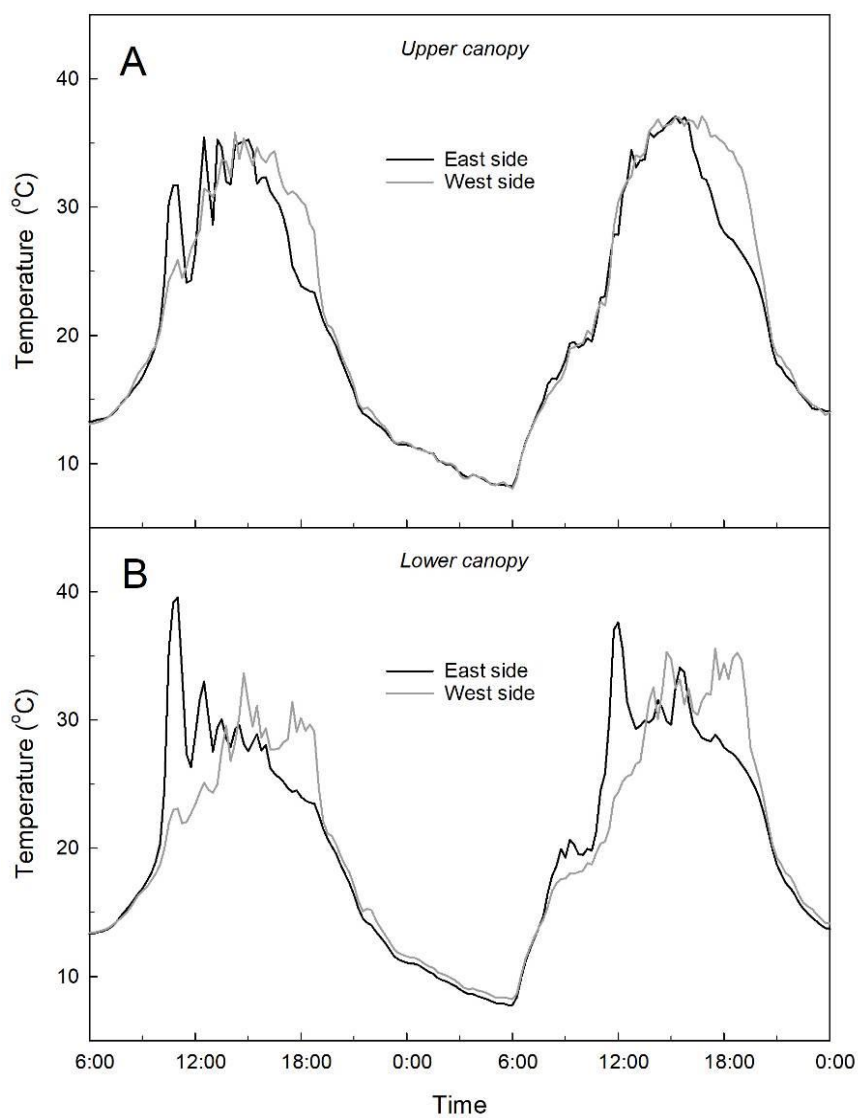 A
Upper canopy
40
East side
West side
30
Temperature (°C)
20
10
B
Lower canopy
40
East side
West side
30
Temperature (°C)
20
10
6:00 12:00 18:00 0:00 6:00 12:00 18:00 0:00
Time